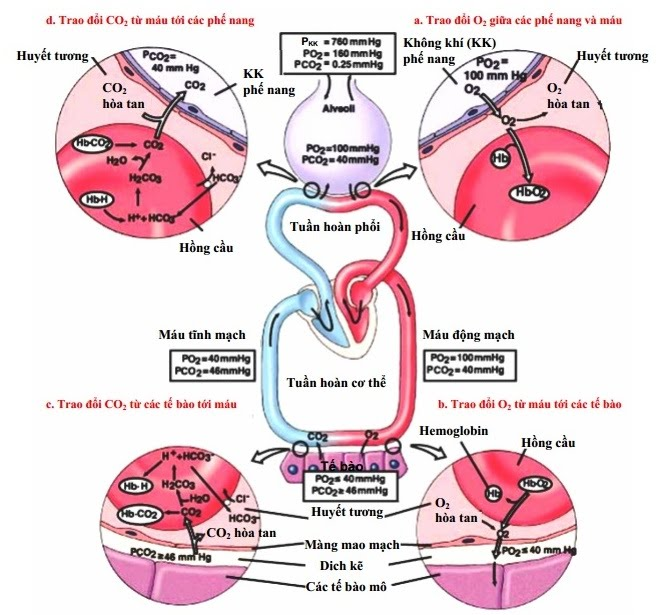 d. Trao đổi CO₂ từ máu tới các phế nang
a. Trao đổi O₂ giữa các phế nang và máu
Huyết tương
PCO₂=
40 mm Hg
CO₂
KK
phế nang
CO₂
hòa tan
Hb-CO₂
CO₂
H₂O
H₂CO₃
Hb-H
H⁺+HCO₃⁻
Cl⁻
HCO₃⁻
Hồng cầu
PKK = 760 mmHg
PO₂ = 160 mmHg
PCO₂ = 0.25 mmHg
Alveoli
PO₂=100mmHg
PCO₂=40mmHg
Không khí (KK)
phế nang
Huyết tương
PO₂=
100 mm Hg
O₂
O₂
hòa tan
O₂
Hb
HbO₂
Hồng cầu
Tuần hoàn phổi
Máu tĩnh mạch
PO₂=40mmHg
PCO₂=46mmHg
Máu động mạch
PO₂=100mmHg
PCO₂=40mmHg
Tuần hoàn cơ thể
c. Trao đổi CO₂ từ các tế bào tới máu
b. Trao đổi O₂ từ máu tới các tế bào
CO₂
O₂
Tế bào
PO₂≤ 40mmHg
PCO₂≥46mmHg
H⁺+HCO₃⁻
Hb-H
H₂CO₃
H₂O
Hb-CO₂
CO₂
Cl⁻
HCO₃⁻
CO₂ hòa tan
PCO₂≥46 mm Hg
Huyết tương
Màng mao mạch
Dich kẽ
Các tế bào mô
Hemoglobin
Hồng cầu
Hb
HbO₂
O₂
hòa tan
O₂
PO₂≤ 40 mm Hg